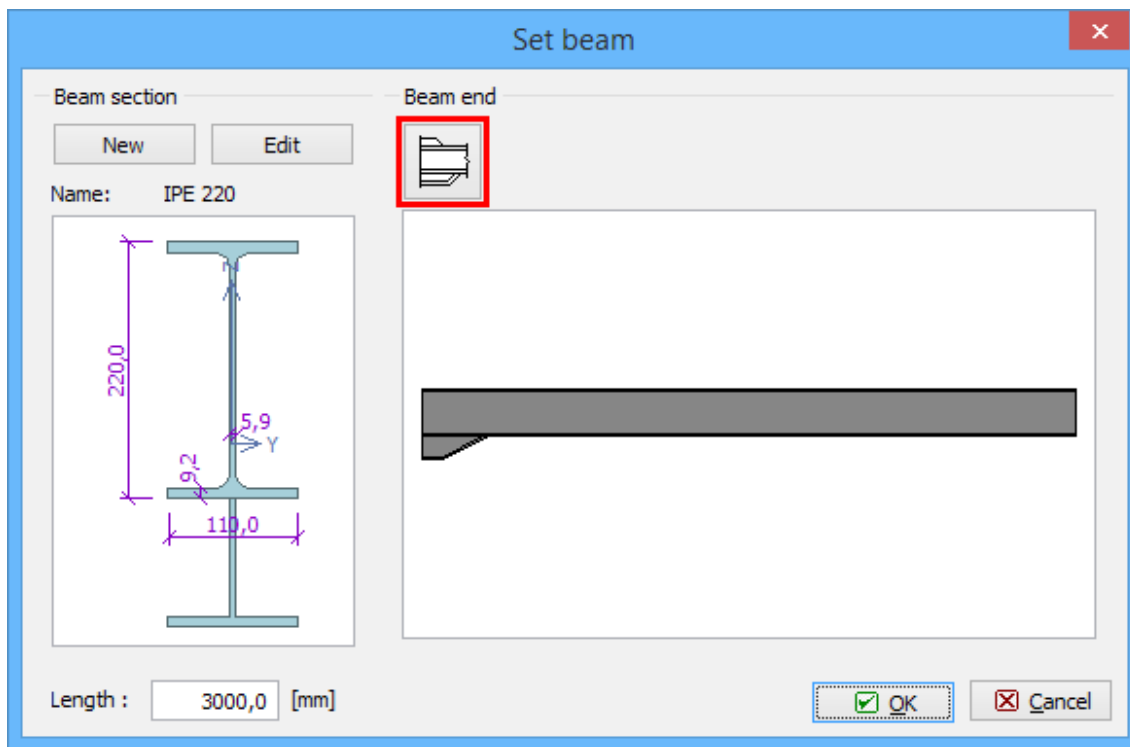 Set beam
Beam section
New
Edit
Name:
IPE 220
220,0
Z
5,9
Y
9,2
110,0
Length :
3000,0
[mm]
Beam end
OK
Cancel